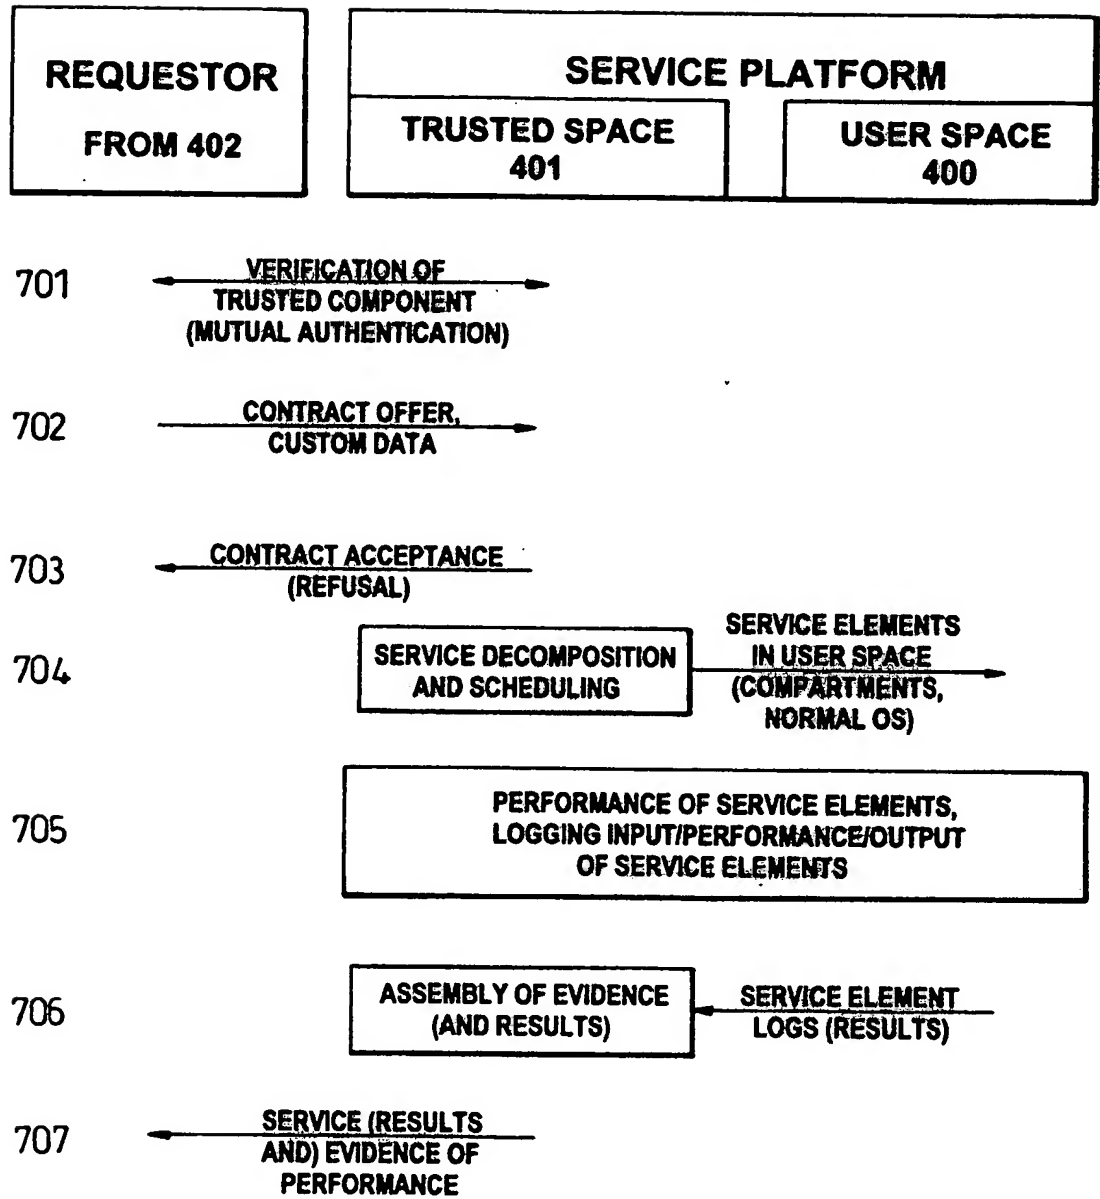 REQUESTOR
FROM 402
SERVICE PLATFORM
TRUSTED SPACE
401
USER SPACE
400
701
VERIFICATION OF
TRUSTED COMPONENT
(MUTUAL AUTHENTICATION)
702
CONTRACT OFFER,
CUSTOM DATA
703
CONTRACT ACCEPTANCE
(REFUSAL)
704
SERVICE DECOMPOSITION
AND SCHEDULING
SERVICE ELEMENTS
IN USER SPACE
(COMPARTMENTS,
NORMAL OS)
705
PERFORMANCE OF SERVICE ELEMENTS,
LOGGING INPUT/PERFORMANCE/OUTPUT
OF SERVICE ELEMENTS
706
ASSEMBLY OF EVIDENCE
(AND RESULTS)
SERVICE ELEMENT
LOGS (RESULTS)
707
SERVICE (RESULTS
AND) EVIDENCE OF
PERFORMANCE